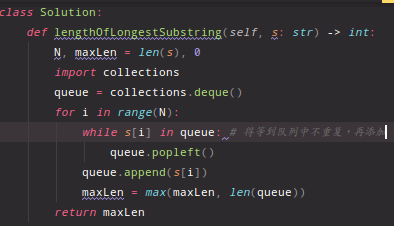 class Solution:
    def lengthOfLongestSubstring(self, s: str) -> int:
        N, maxLen = len(s), 0
        import collections
        queue = collections.deque()
        for i in range(N):
            while s[i] in queue: # 得等到队列中不重复，再添加
                queue.popleft()
            queue.append(s[i])
            maxLen = max(maxLen, len(queue))
        return maxLen